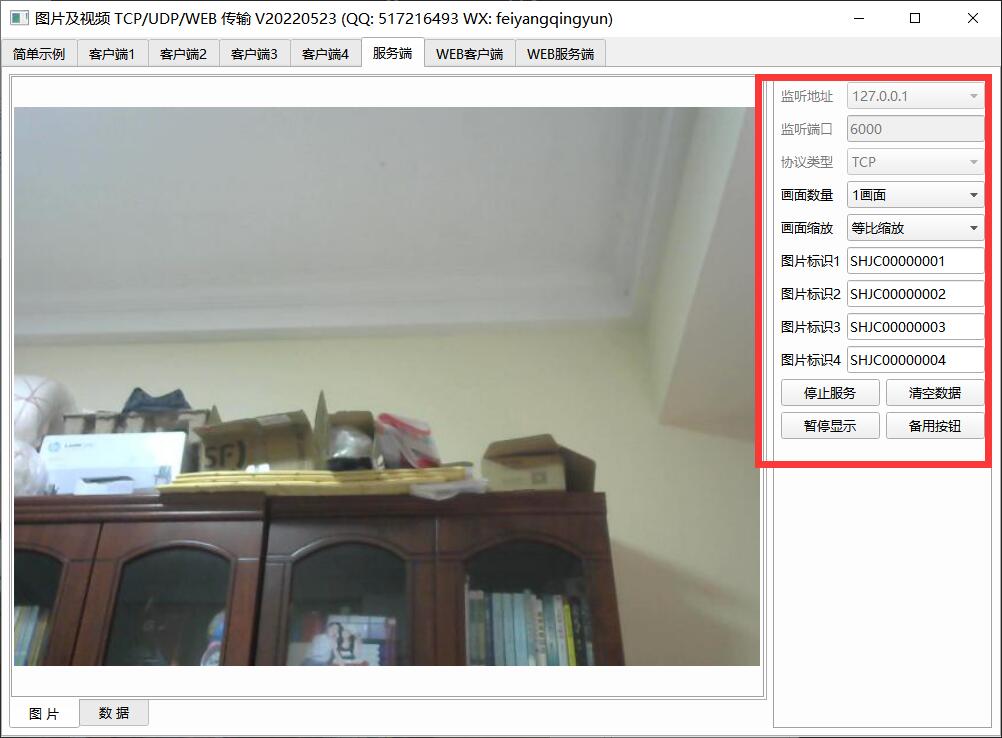 图片及视频 TCP/UDP/WEB 传输 V20220523 (QQ: 517216493 WX: feiyangqingyun)
简单示例 客户端1 客户端2 客户端3 客户端4 服务端 WEB客户端 WEB服务端
监听地址 127.0.0.1
监听端口 6000
协议类型 TCP
画面数量 1画面
画面缩放 等比缩放
图片标识1 SHJC00000001
图片标识2 SHJC00000002
图片标识3 SHJC00000003
图片标识4 SHJC00000004
停止服务 清空数据
暂停显示 备用按钮
SF)
图 片 数 据